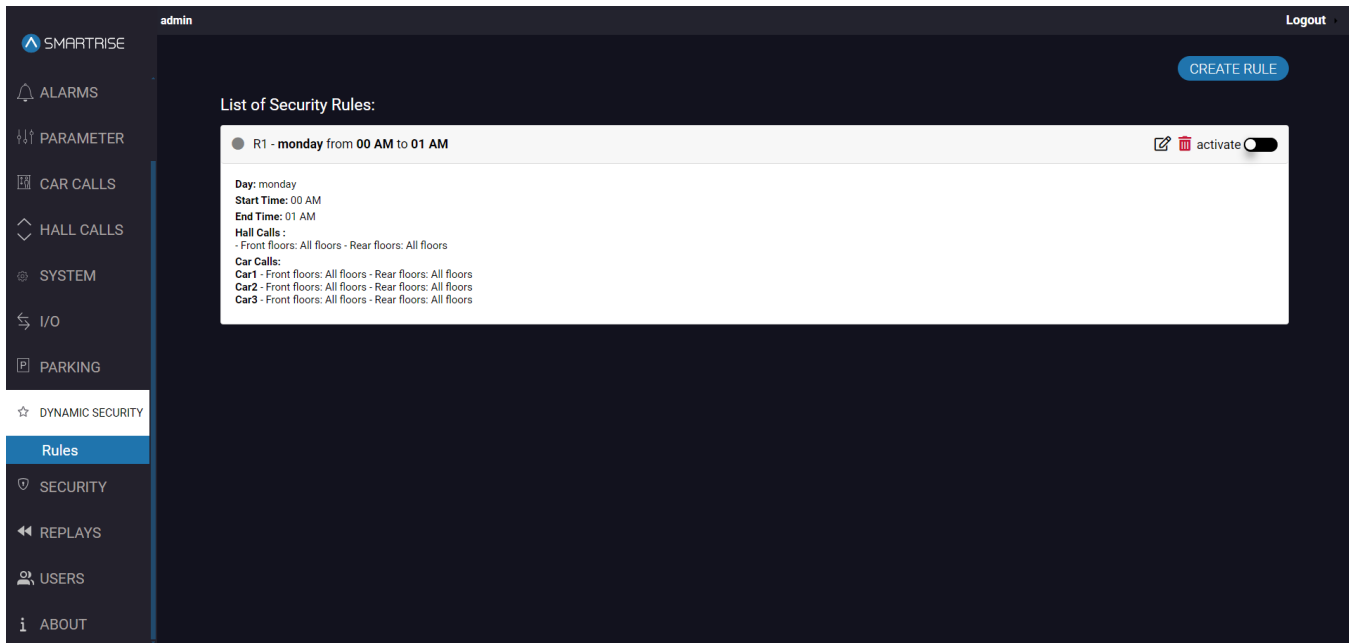 admin
Logout
SMARTRISE
CREATE RULE
ALARMS
List of Security Rules:
PARAMETER
R1 - monday from 00 AM to 01 AM
activate
CAR CALLS
Day: monday
Start Time: 00 AM
End Time: 01 AM
Hall Calls :
- Front floors: All floors - Rear floors: All floors
Car Calls:
Car1 - Front floors: All floors - Rear floors: All floors
Car2 - Front floors: All floors - Rear floors: All floors
Car3 - Front floors: All floors - Rear floors: All floors
HALL CALLS
SYSTEM
I/O
P PARKING
DYNAMIC SECURITY
Rules
SECURITY
REPLAYS
USERS
i ABOUT